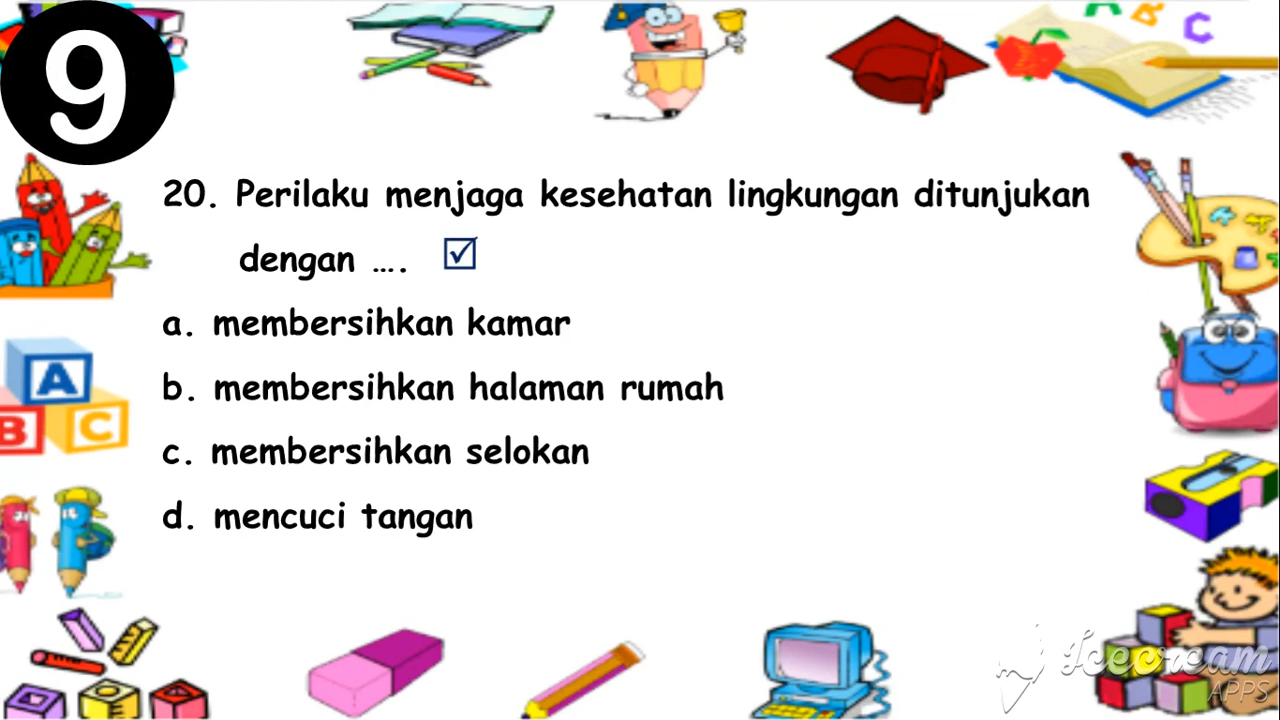 9
20. Perilaku menjaga kesehatan lingkungan ditunjukan
dengan .... ☑
a. membersihkan kamar
b. membersihkan halaman rumah
c. membersihkan selokan
d. mencuci tangan
A B C
A
B C
Icecream
APPS